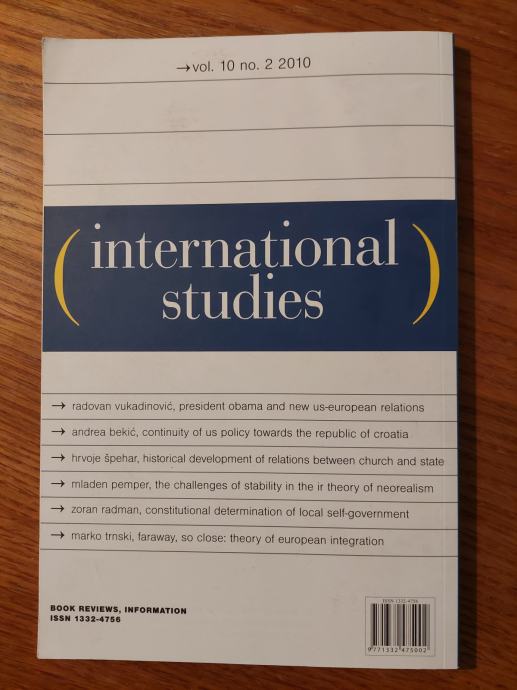 →vol. 10 no. 2 2010
(international
studies)
→ radovan vukadinović, president obama and new us-european relations
→ andrea bekić, continuity of us policy towards the republic of croatia
→ hrvoje špehar, historical development of relations between church and state
→ mladen pemper, the challenges of stability in the ir theory of neorealism
→ zoran radman, constitutional determination of local self-government
→ marko trnski, faraway, so close: theory of european integration
BOOK REVIEWS, INFORMATION
ISSN 1332-4756
ISSN 1332-4756
9 771332 475002